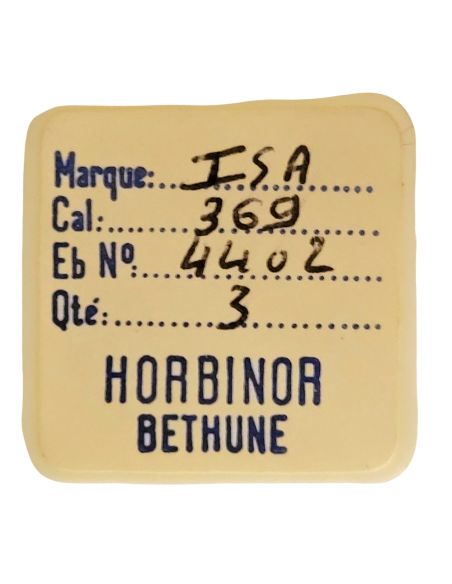 Marque: ISA
Cal: 369
Eb Nº: 4402
Qté: 3
HORBINOR
BETHUNE